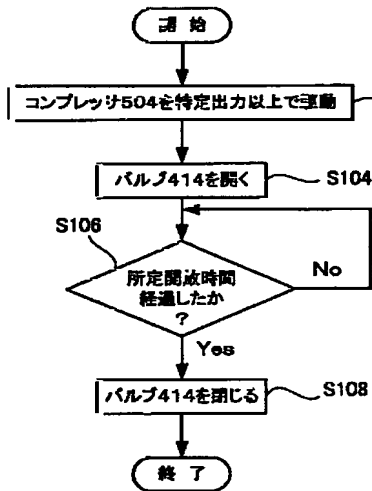 開始
コンプレッサ504を特定出力以上で駆動
バルブ414を開く
S104
S106
所定開放時間
経過したか
?
No
Yes
バルブ414を閉じる
S108
終了